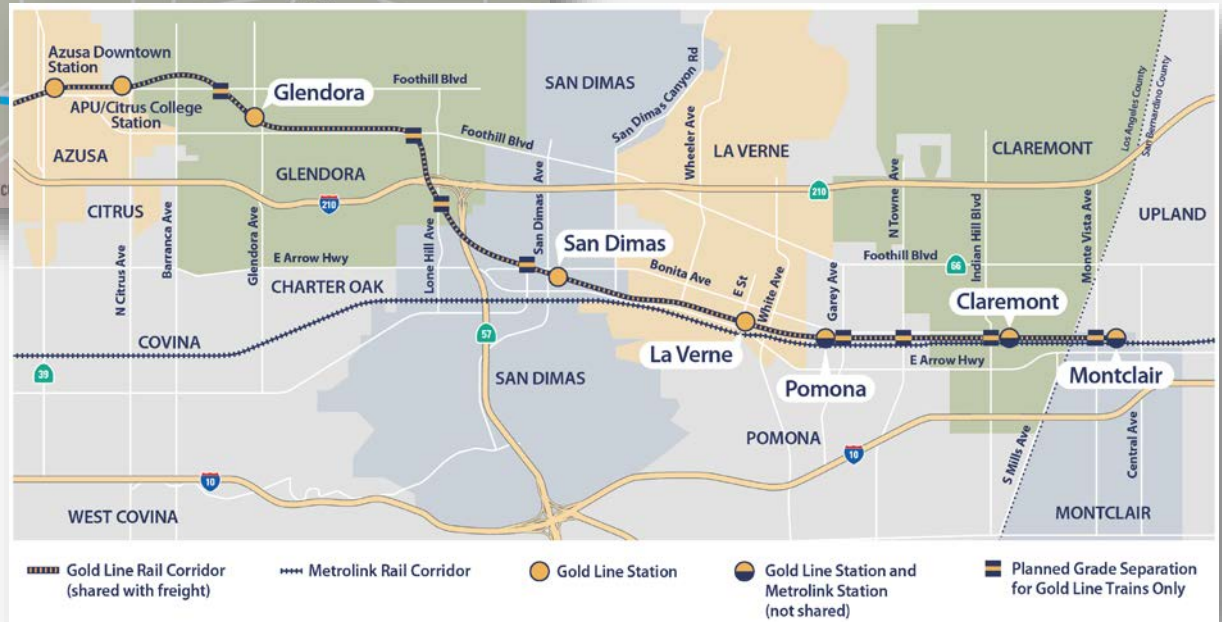 Azusa Downtown
Station
APU/Citrus College
Station
Glendora
Foothill Blvd
SAN DIMAS
San Dimas Canyon Rd
Wheeler Ave
Los Angeles County
San Bernardino County
AZUSA
GLENDORA
Foothill Blvd
LA VERNE
CLAREMONT
210
210
CITRUS
San Dimas Ave
N Towne Ave
Indian Hill Blvd
Monte Vista Ave
UPLAND
N Citrus Ave
Barranca Ave
Glendora Ave
Lone Hill Ave
San Dimas
E Arrow Hwy
Bonita Ave
Foothill Blvd
66
CHARTER OAK
E St
White Ave
Garey Ave
Claremont
COVINA
57
La Verne
E Arrow Hwy
39
SAN DIMAS
Pomona
Montclair
POMONA
10
S Mills Ave
Central Ave
10
WEST COVINA
MONTCLAIR
Gold Line Rail Corridor
(shared with freight)
Metrolink Rail Corridor
Gold Line Station
Gold Line Station and
Metrolink Station
(not shared)
Planned Grade Separation
for Gold Line Trains Only